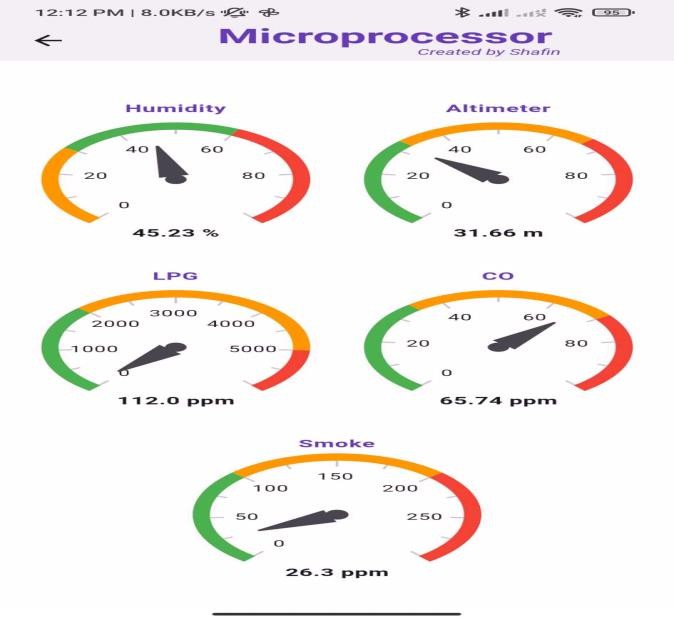 12:12 PM | 8.0KB/s 95
Microprocessor
Created by Shafin
Humidity Altimeter
0 20 40 60 80
45.23 %
0 20 40 60 80
31.66 m
LPG CO
0 1000 2000 3000 4000 5000
112.0 ppm
0 20 40 60 80
65.74 ppm
Smoke
0 50 100 150 200 250
26.3 ppm